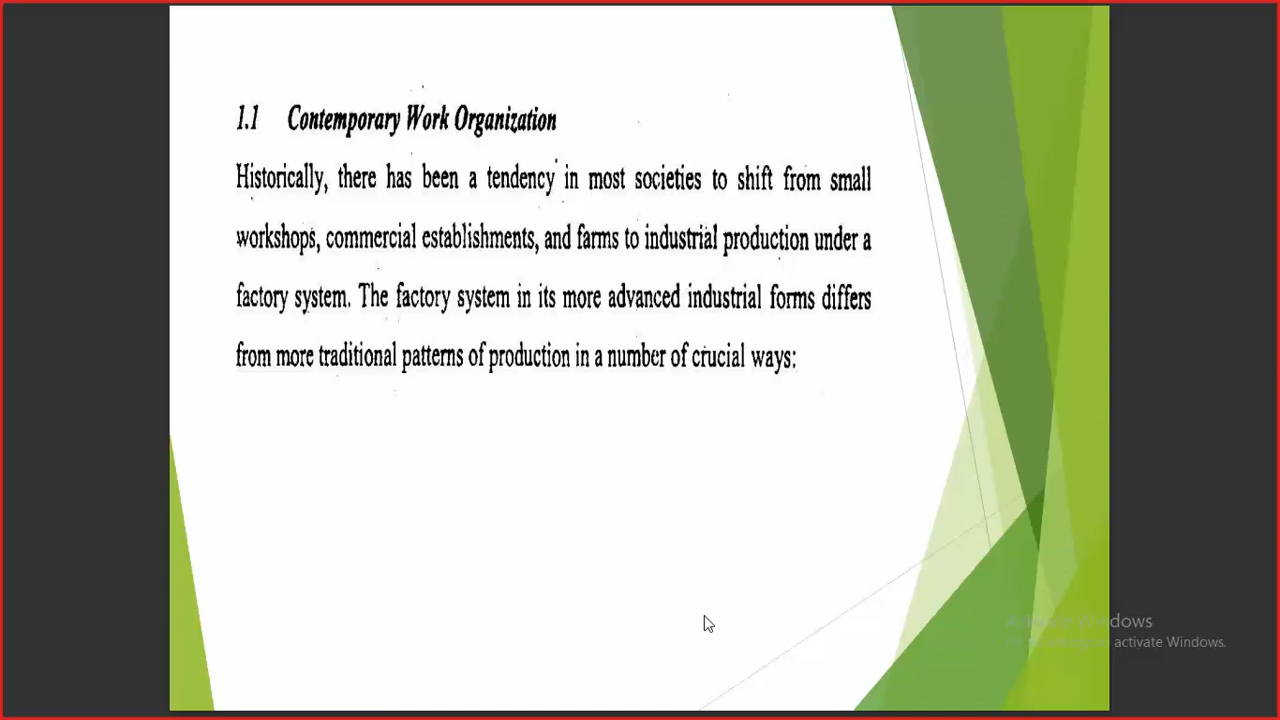 1.1 Contemporary Work Organization
Historically, there has been a tendency in most societies to shift from small
workshops, commercial establishments, and farms to industrial production under a
factory system. The factory system in its more advanced industrial forms differs
from more traditional patterns of production in a number of crucial ways:
Activate Windows
activate Windows.